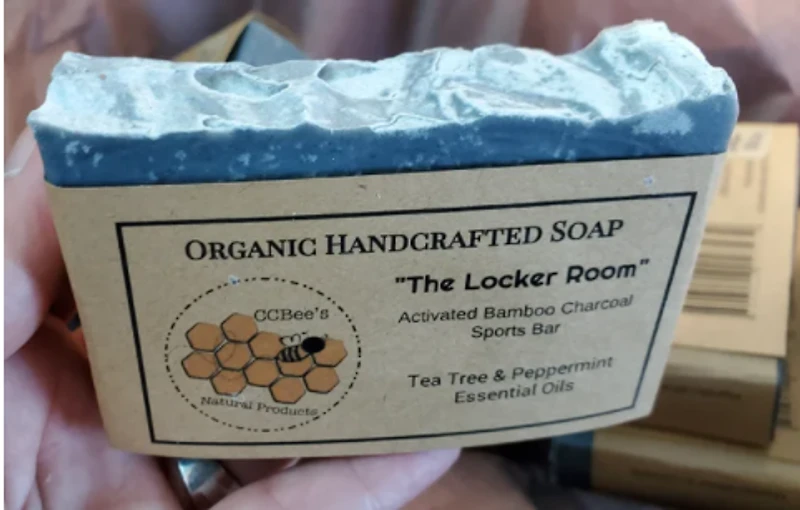 ORGANIC HANDCRAFTED SOAP
"The Locker Room"
Activated Bamboo Charcoal
Sports Bar
Tea Tree & Peppermint
Essential Oils
CCBee's
Natural Products